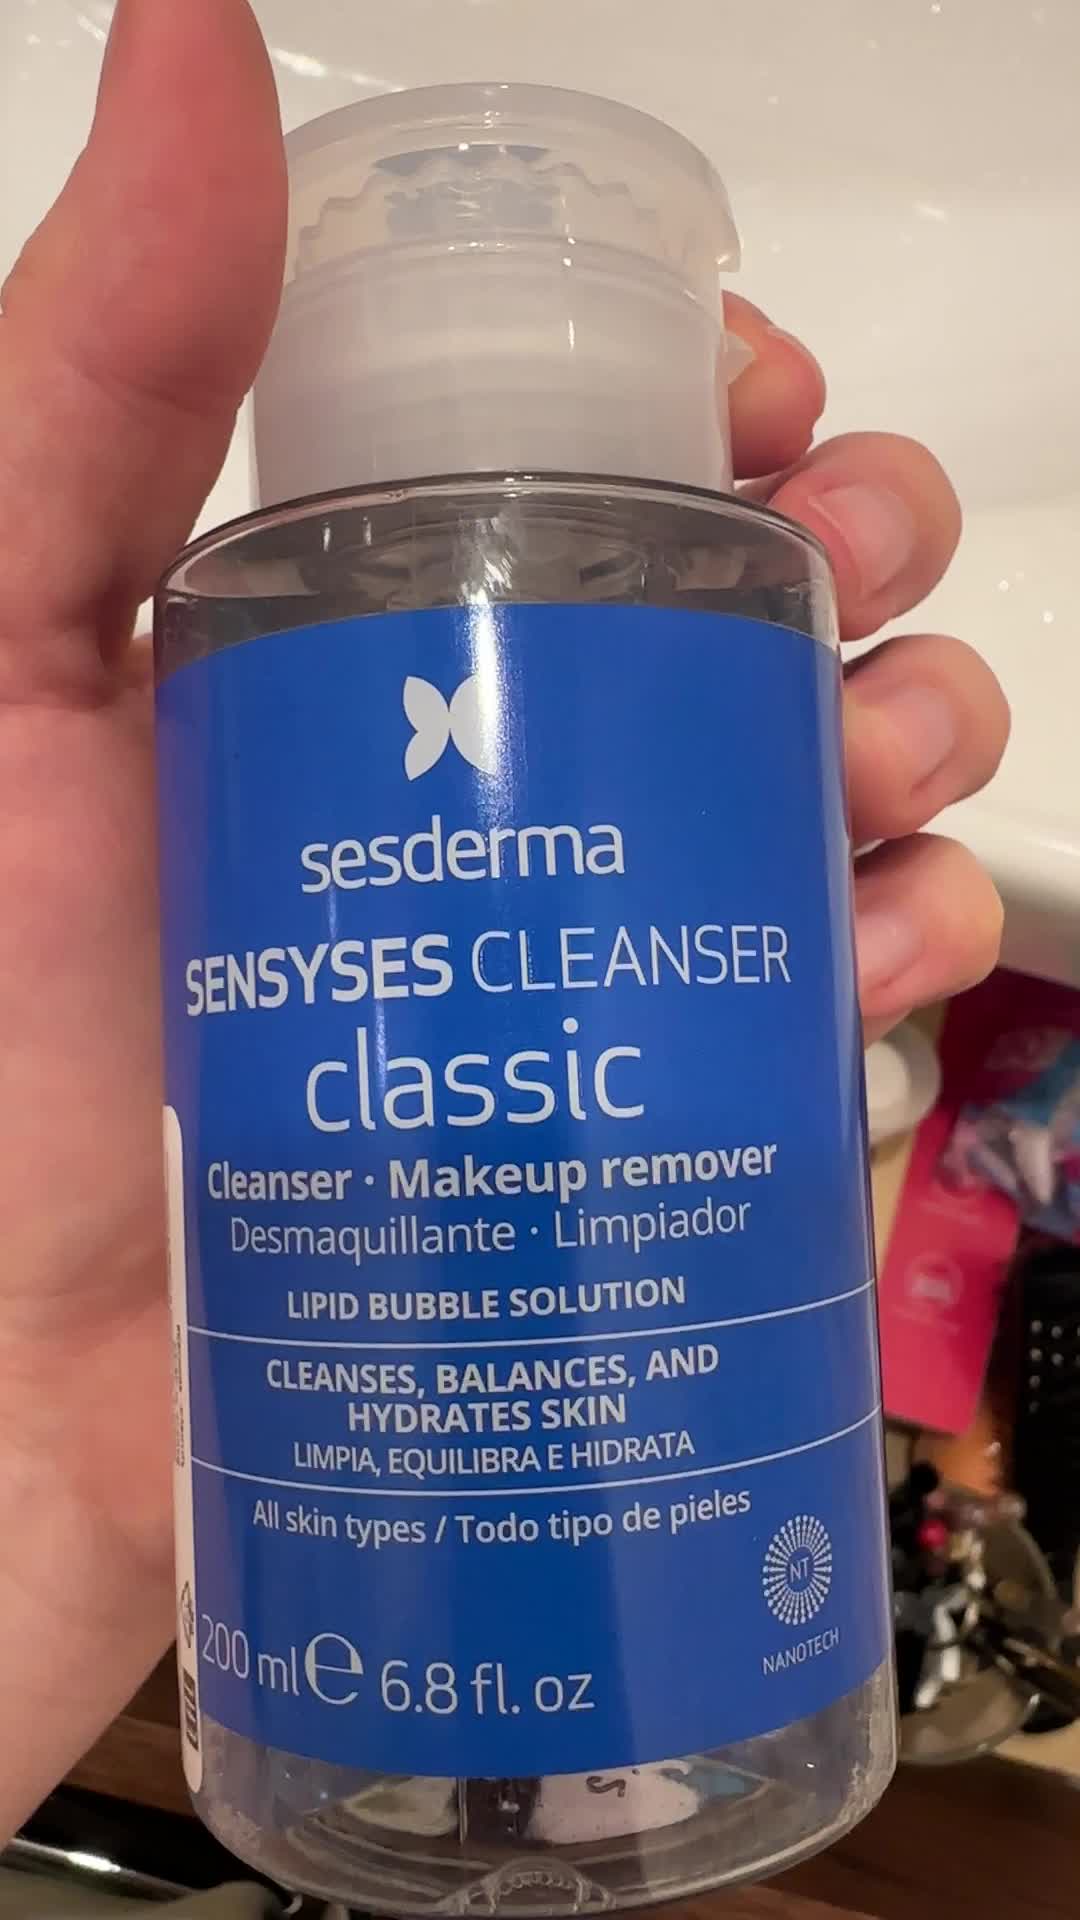 sesderma
SENSYSES CLEANSER
classic
Cleanser · Makeup remover
Desmaquillante · Limpiador
LIPID BUBBLE SOLUTION
CLEANSES, BALANCES, AND
HYDRATES SKIN
LIMPIA, EQUILIBRA E HIDRATA
All skin types / Todo tipo de pieles
NT
NANOTECH
200 ml e 6.8 fl. oz